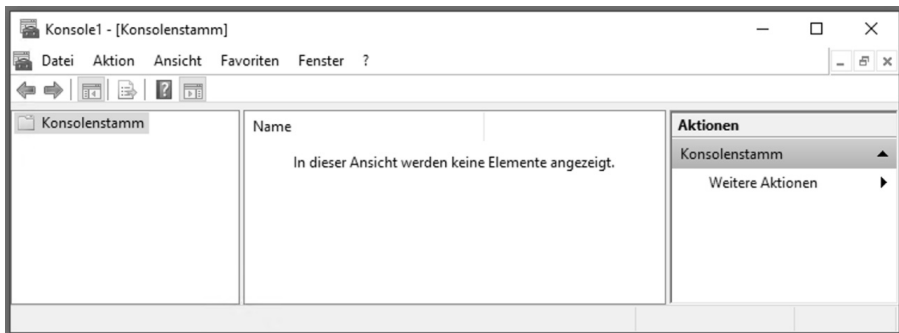 Konsole1 - [Konsolenstamm]
Datei Aktion Ansicht Favoriten Fenster ?
Konsolenstamm
Name
In dieser Ansicht werden keine Elemente angezeigt.
Aktionen
Konsolenstamm
Weitere Aktionen